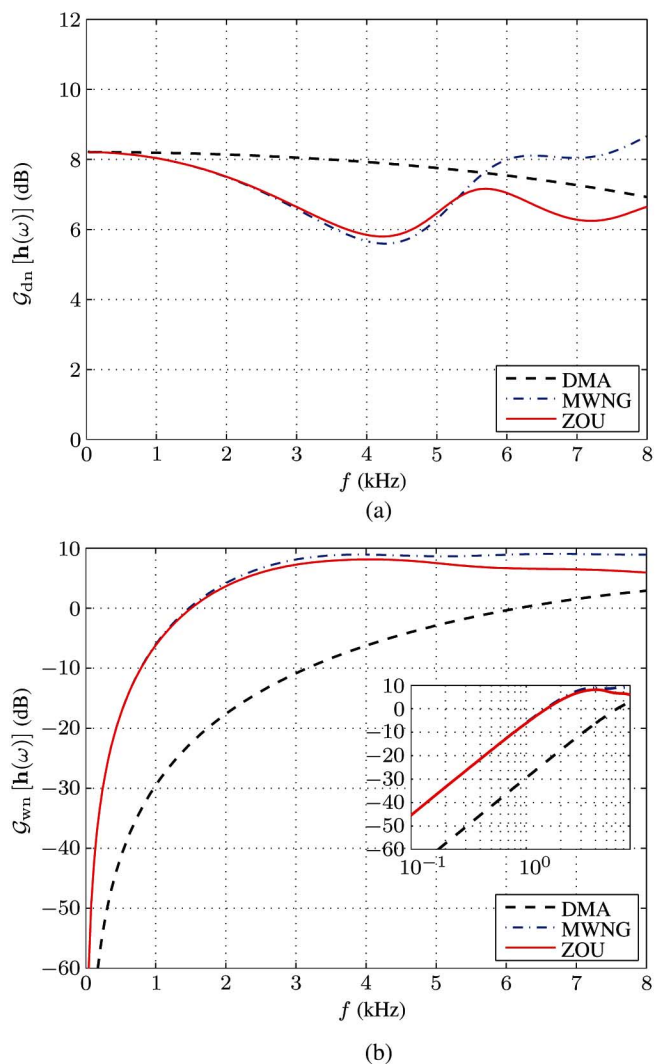 12
10
8
6
4
2
0
𝒢dn [h(ω)] (dB)
DMA
MWNG
ZOU
0 1 2 3 4 5 6 7 8
f (kHz)
(a)
10
0
−10
−20
−30
−40
−50
−60
𝒢wn [h(ω)] (dB)
10
0
−10
−20
−30
−40
−50
−60
10⁻¹ 10⁰
DMA
MWNG
ZOU
0 1 2 3 4 5 6 7 8
f (kHz)
(b)